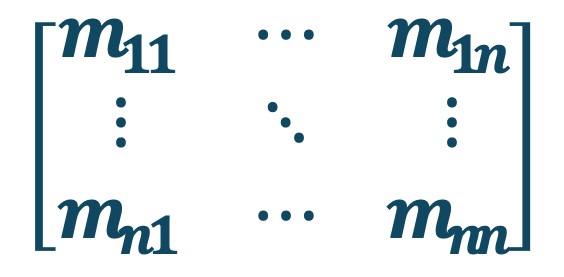 m₁₁ ⋯ m₁ₙ
⋮ ⋱ ⋮
mₙ₁ ⋯ mₙₙ